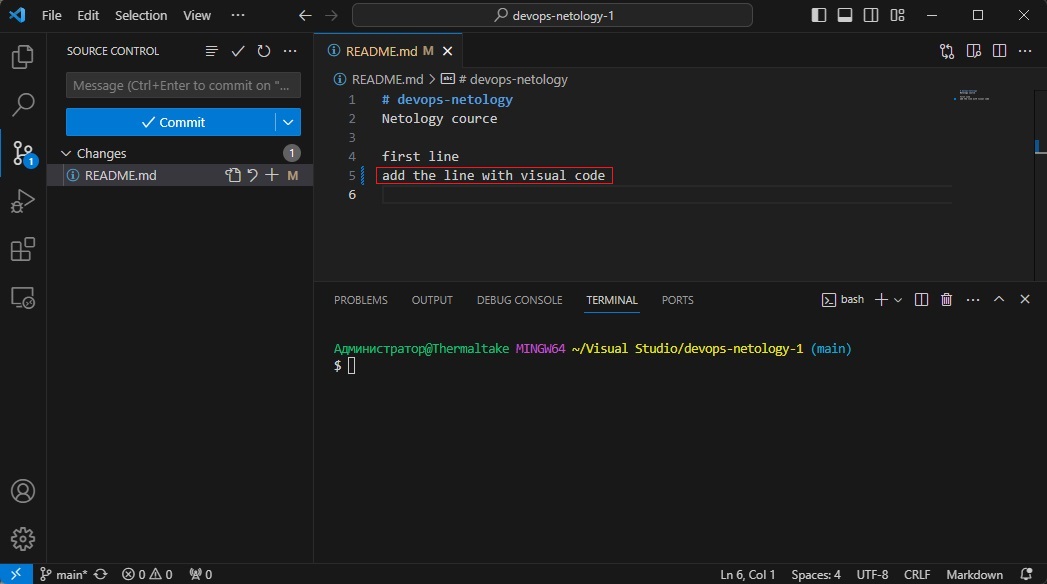 File Edit Selection View ··· devops-netology-1
SOURCE CONTROL
Message (Ctrl+Enter to commit on "...
Commit
Changes 1
README.md M
1
README.md M
README.md > # devops-netology
1 # devops-netology
2 Netology cource
3
4 first line
5 add the line with visual code
6
PROBLEMS OUTPUT DEBUG CONSOLE TERMINAL PORTS bash
Администратор@Thermaltake MINGW64 ~/Visual Studio/devops-netology-1 (main)
$
main* 0 0 0 Ln 6, Col 1 Spaces: 4 UTF-8 CRLF Markdown